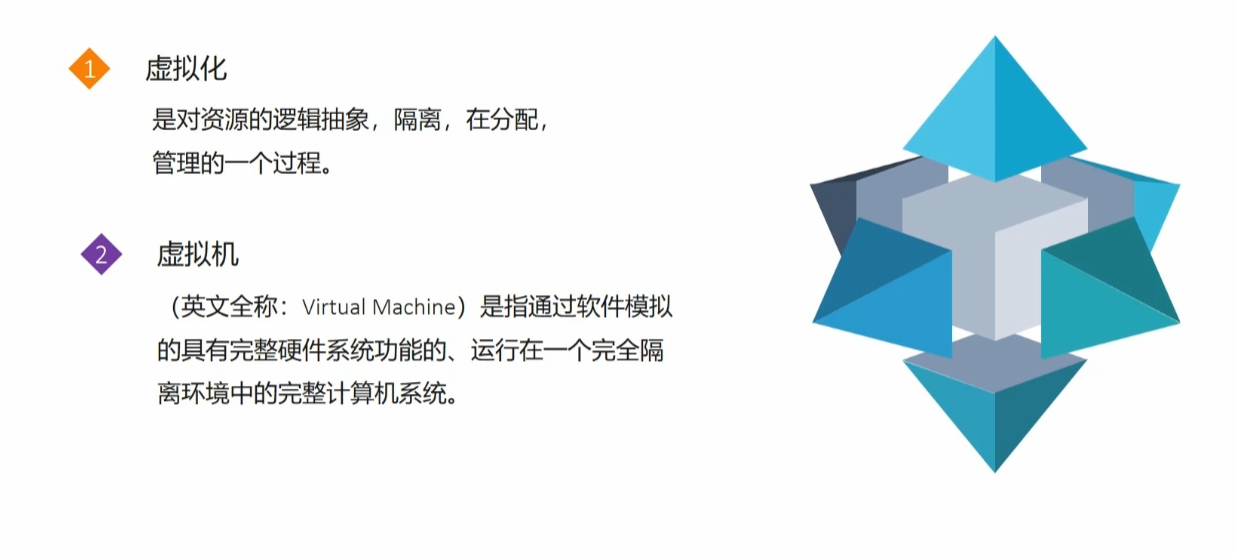 1 虚拟化
是对资源的逻辑抽象，隔离，在分配，
管理的一个过程。
2 虚拟机
（英文全称：Virtual Machine）是指通过软件模拟
的具有完整硬件系统功能的、运行在一个完全隔
离环境中的完整计算机系统。